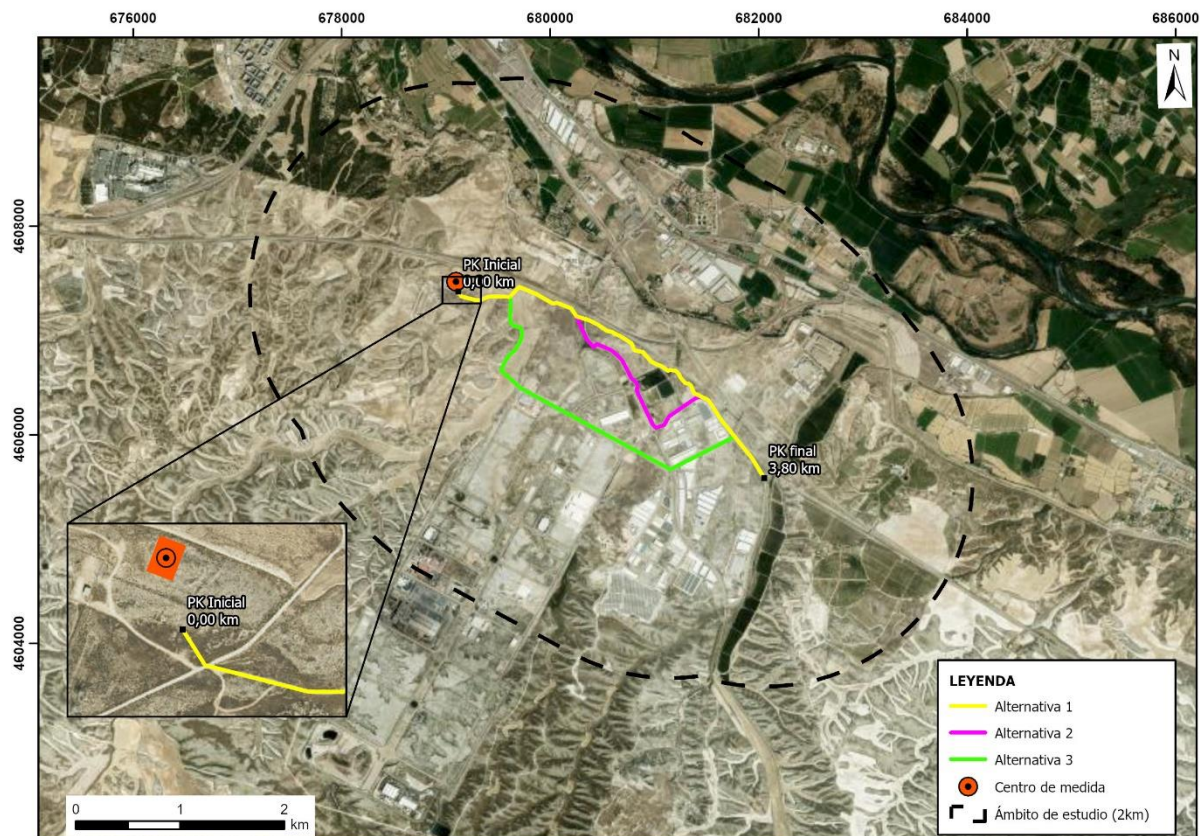 676000 678000 680000 682000 684000 686000
N
4608000
4606000
4604000
PK Inicial
0,00 km
PK final
3,80 km
PK Inicial
0,00 km
LEYENDA
Alternativa 1
Alternativa 2
Alternativa 3
Centro de medida
Ámbito de estudio (2km)
0 1 2
km